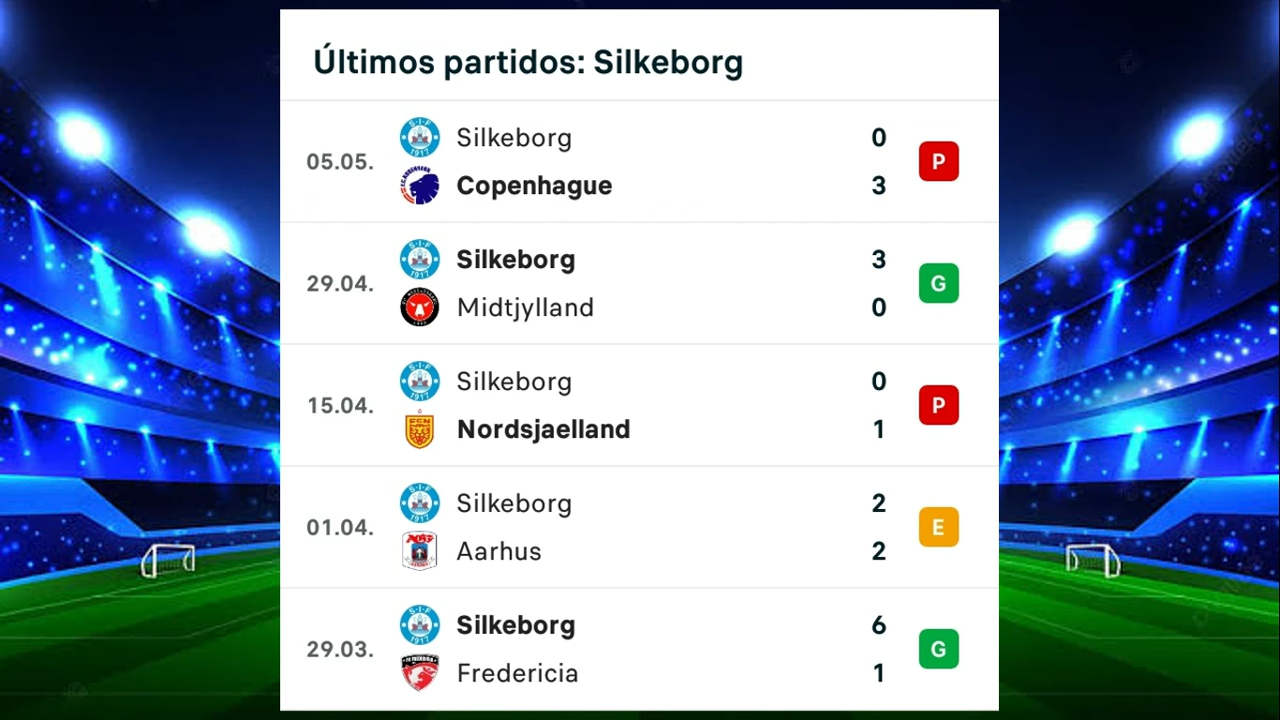 Últimos partidos: Silkeborg
05.05.
Silkeborg 0
Copenhague 3
P
29.04.
Silkeborg 3
Midtjylland 0
G
15.04.
Silkeborg 0
Nordsjaelland 1
P
01.04.
Silkeborg 2
Aarhus 2
E
29.03.
Silkeborg 6
Fredericia 1
G